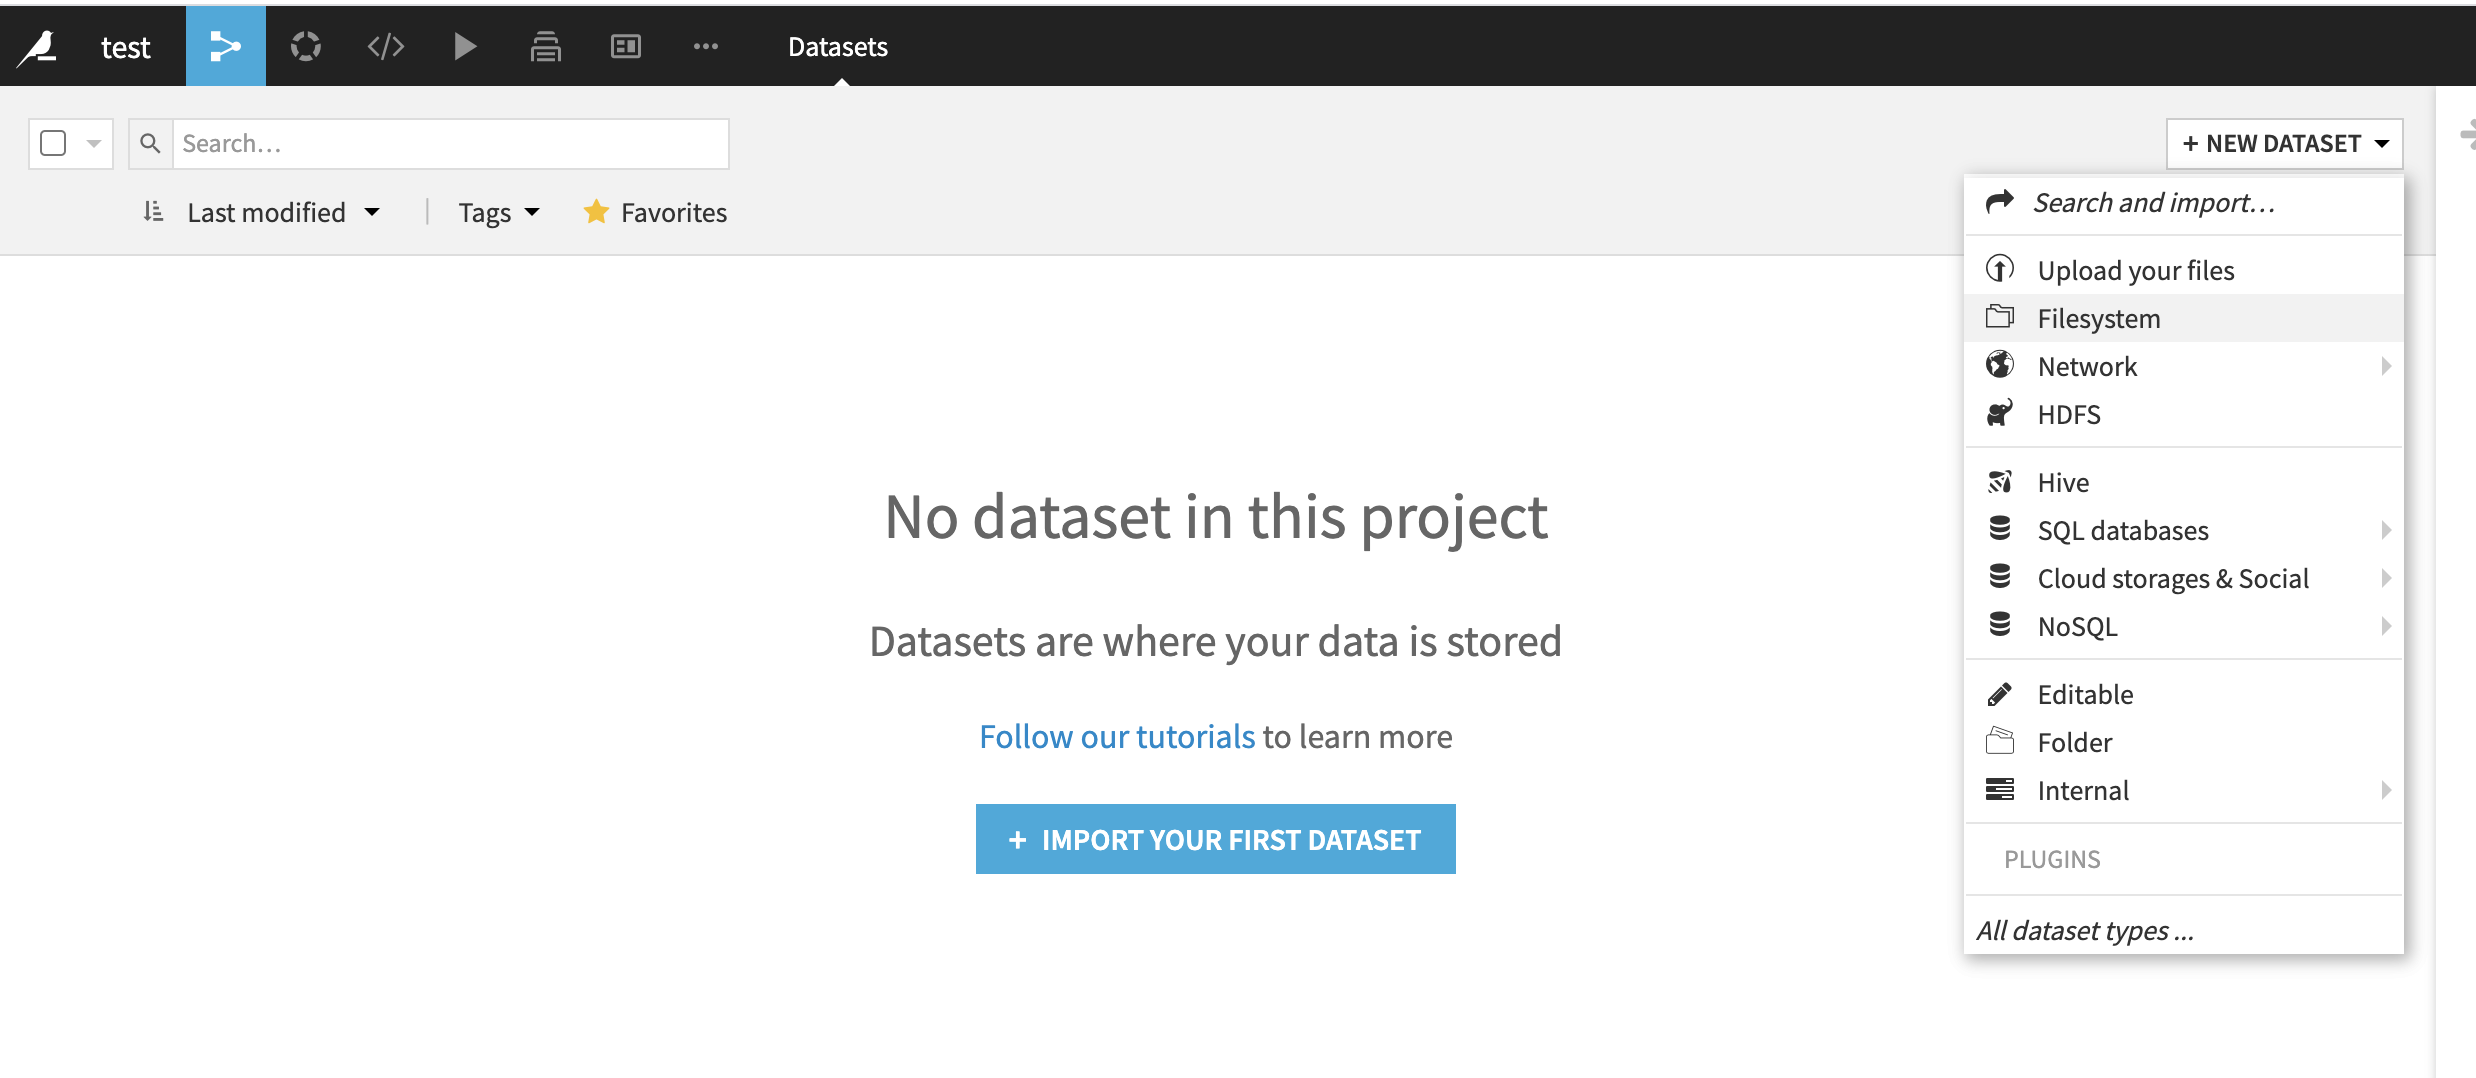 test
Datasets
Search...
+ NEW DATASET
Last modified
Tags
Favorites
Search and import...
Upload your files
Filesystem
Network
HDFS
Hive
SQL databases
Cloud storages & Social
NoSQL
Editable
Folder
Internal
PLUGINS
All dataset types ...
No dataset in this project
Datasets are where your data is stored
Follow our tutorials to learn more
+ IMPORT YOUR FIRST DATASET